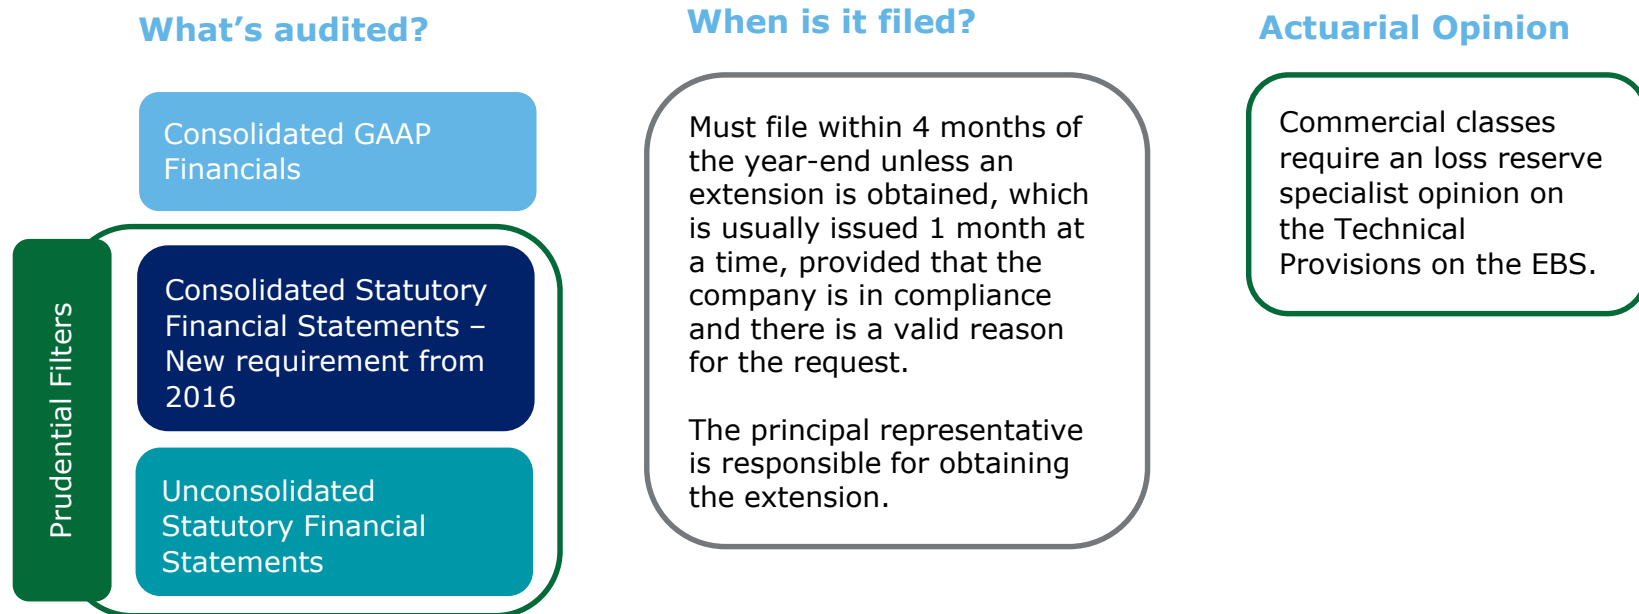 What’s audited?
Consolidated GAAP
Financials
Prudential Filters
Consolidated Statutory
Financial Statements –
New requirement from
2016
Unconsolidated
Statutory Financial
Statements
When is it filed?
Must file within 4 months of
the year-end unless an
extension is obtained, which
is usually issued 1 month at
a time, provided that the
company is in compliance
and there is a valid reason
for the request.
The principal representative
is responsible for obtaining
the extension.
Actuarial Opinion
Commercial classes
require an loss reserve
specialist opinion on
the Technical
Provisions on the EBS.